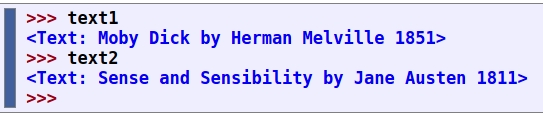 >>> text1
<Text: Moby Dick by Herman Melville 1851>
>>> text2
<Text: Sense and Sensibility by Jane Austen 1811>
>>>